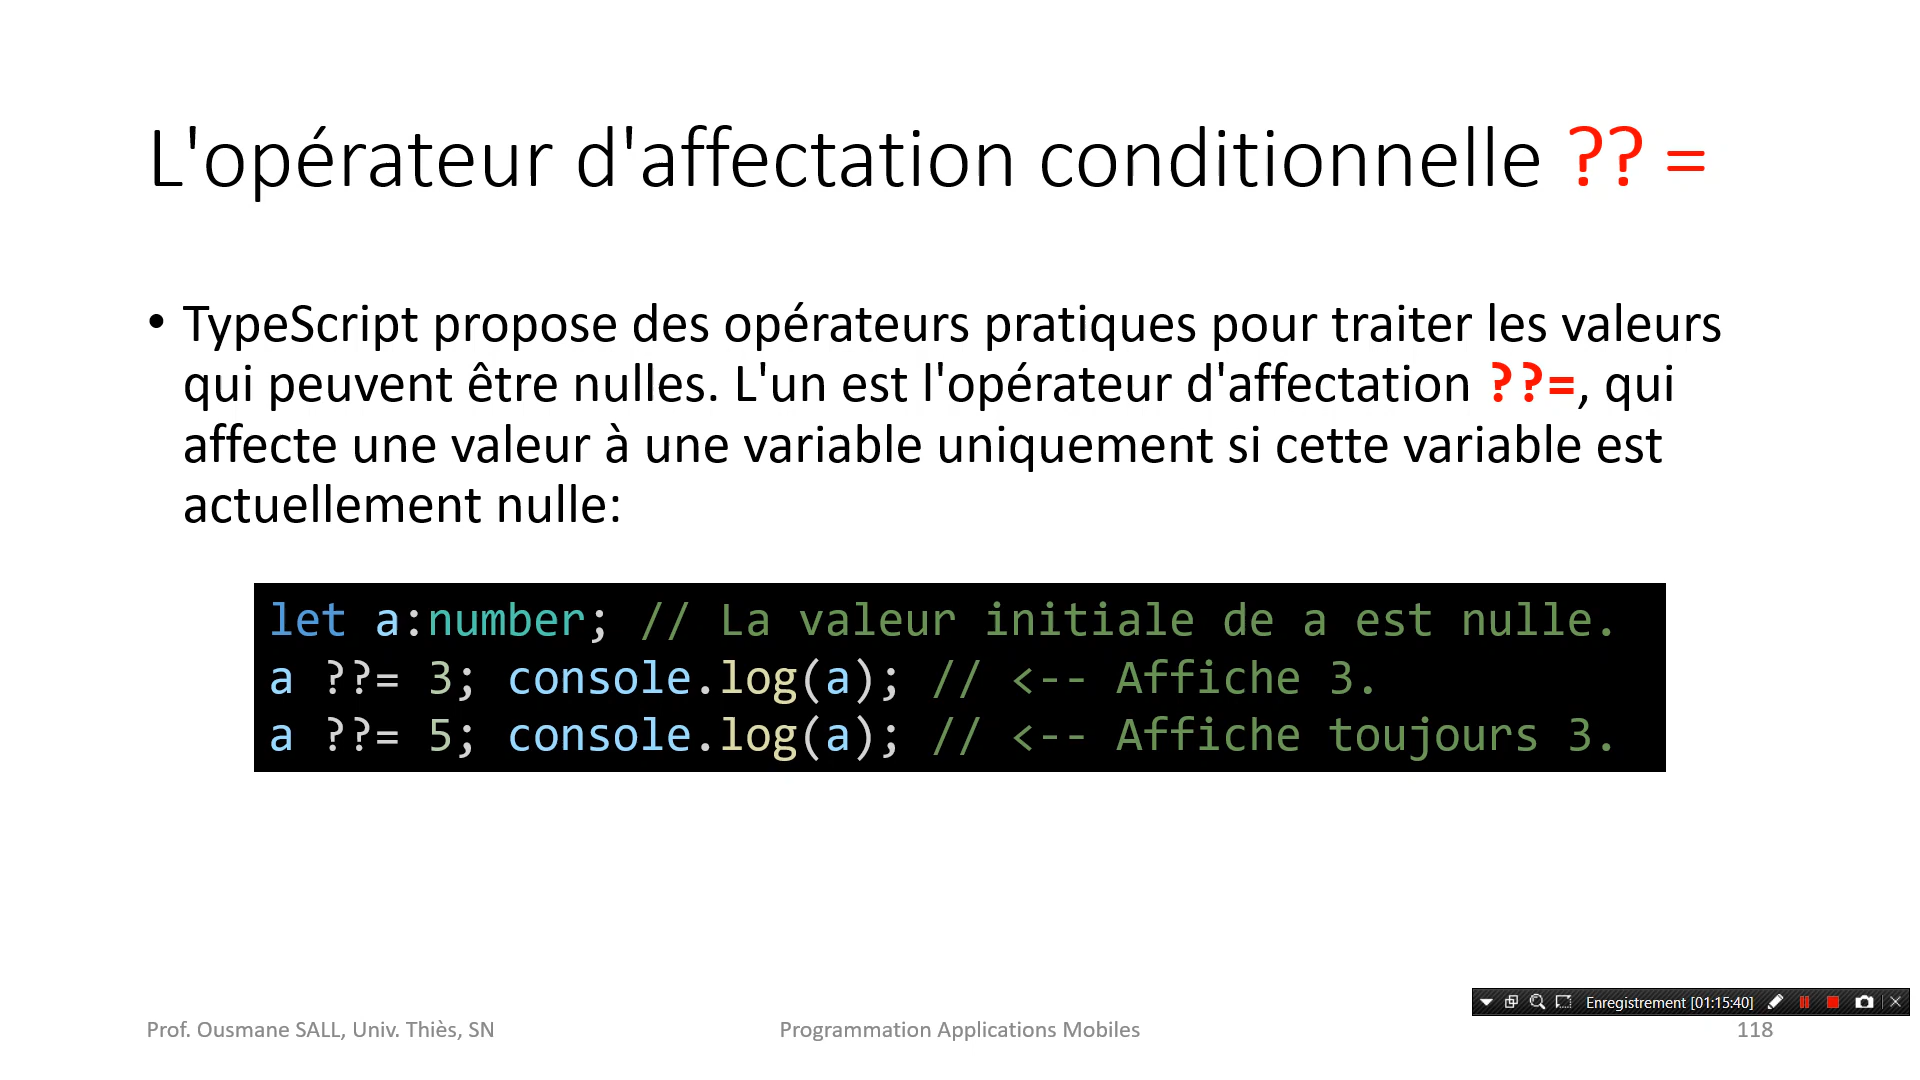 L'opérateur d'affectation conditionnelle ?? =
• TypeScript propose des opérateurs pratiques pour traiter les valeurs
qui peuvent être nulles. L'un est l'opérateur d'affectation ??=, qui
affecte une valeur à une variable uniquement si cette variable est
actuellement nulle:
let a:number; // La valeur initiale de a est nulle.
a ??= 3; console.log(a); // <-- Affiche 3.
a ??= 5; console.log(a); // <-- Affiche toujours 3.
Enregistrement [01:15:40]
Prof. Ousmane SALL, Univ. Thiès, SN
Programmation Applications Mobiles
118